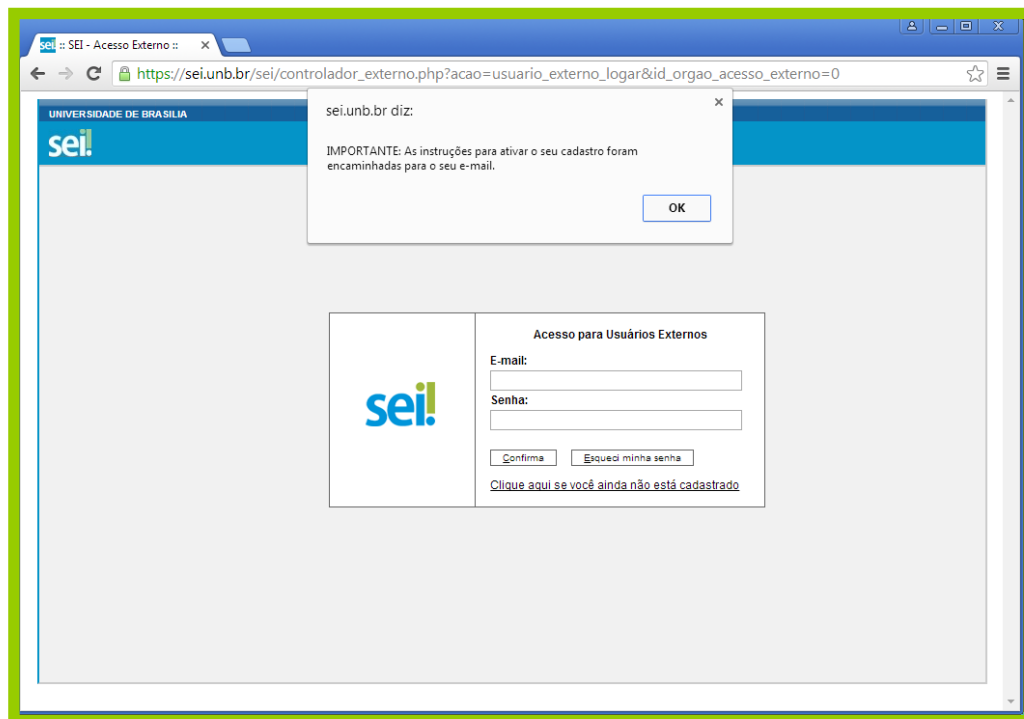 sei! :: SEI - Acesso Externo ::
https://sei.unb.br/sei/controlador_externo.php?acao=usuario_externo_logar&id_orgao_acesso_externo=0
UNIVERSIDADE DE BRASILIA
sei!
sei.unb.br diz:
IMPORTANTE: As instruções para ativar o seu cadastro foram
encaminhadas para o seu e-mail.
OK
sei!
Acesso para Usuários Externos
E-mail:
Senha:
Confirma
Esqueci minha senha
Clique aqui se você ainda não está cadastrado